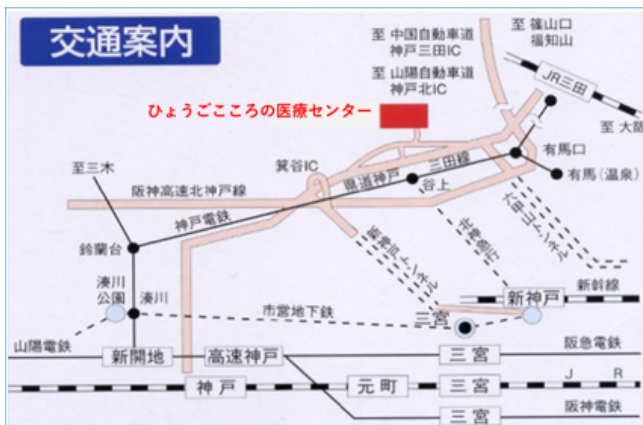 交通案内
至 中国自動車道
神戸三田IC
至 山陽自動車道
神戸北IC
至 篠山口
福知山
JR三田
至 大阪
ひょうごこころの医療センター
有馬口
有馬(温泉)
箕谷IC
県道神戸
三田線
谷上
至三木
阪神高速北神戸線
神戸電鉄
鈴蘭台
新神戸トンネル
北神急行
六甲山トンネル
湊川
公園
湊川
市営地下鉄
三宮
新神戸
新幹線
山陽電鉄
新開地
高速神戸
三宮
阪急電鉄
神戸
元町
三宮
J R
三宮
阪神電鉄